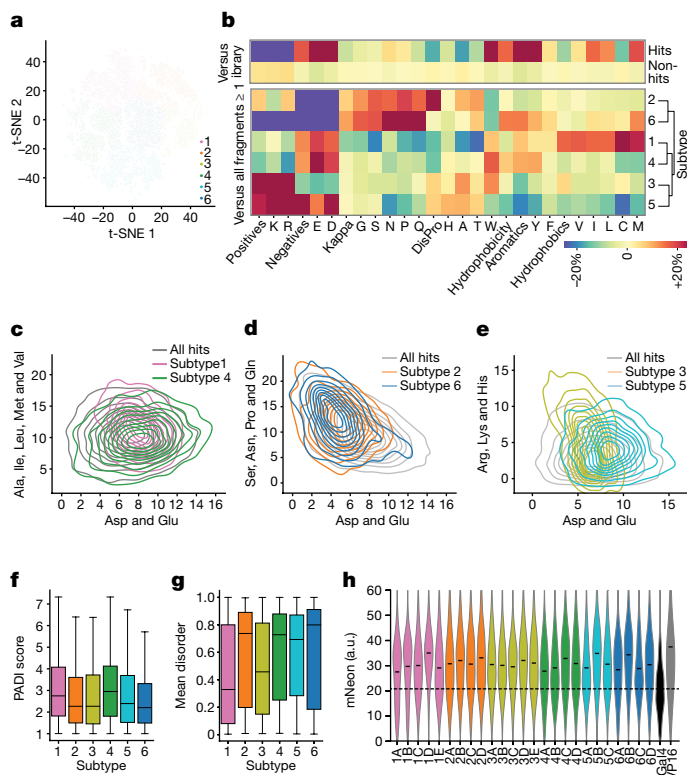 a
t-SNE 2
40
20
0
−20
−40
−40 −20 0 20 40
t-SNE 1
1
2
3
4
5
6
b
Versus library
Versus all fragments ≥ 1
Hits
Non-hits
2
6
1
4
3
5
Subtype
Positives K R Negatives E D Kappa G S N P Q DisPro H A T W Hydrophobicity Aromatics Y F Hydrophobics V I L C M
−20% 0 +20%
c
All hits
Subtype1
Subtype 4
Ala, Ile, Leu, Met and Val
20
15
10
5
0 2 4 6 8 10 12 14 16
Asp and Glu
d
All hits
Subtype 2
Subtype 6
Ser, Asn, Pro and Gln
25
20
15
10
5
0
0 2 4 6 8 10 12 14 16
Asp and Glu
e
All hits
Subtype 3
Subtype 5
Arg, Lys and His
15
10
5
0
0 5 10 15
Asp and Glu
f
PADI score
7
6
5
4
3
2
1
1 2 3 4 5 6
Subtype
g
Mean disorder
1.0
0.8
0.6
0.4
0.2
0
1 2 3 4 5 6
Subtype
h
mNeon (a.u.)
60
50
40
30
20
10
0
1A 1B 1C 1D 1E 2A 2B 2C 2D 3A 3B 3C 3D 3E 4A 4B 4C 4D 5A 5B 5C 6A 6B 6C 6D Gal4 /P16